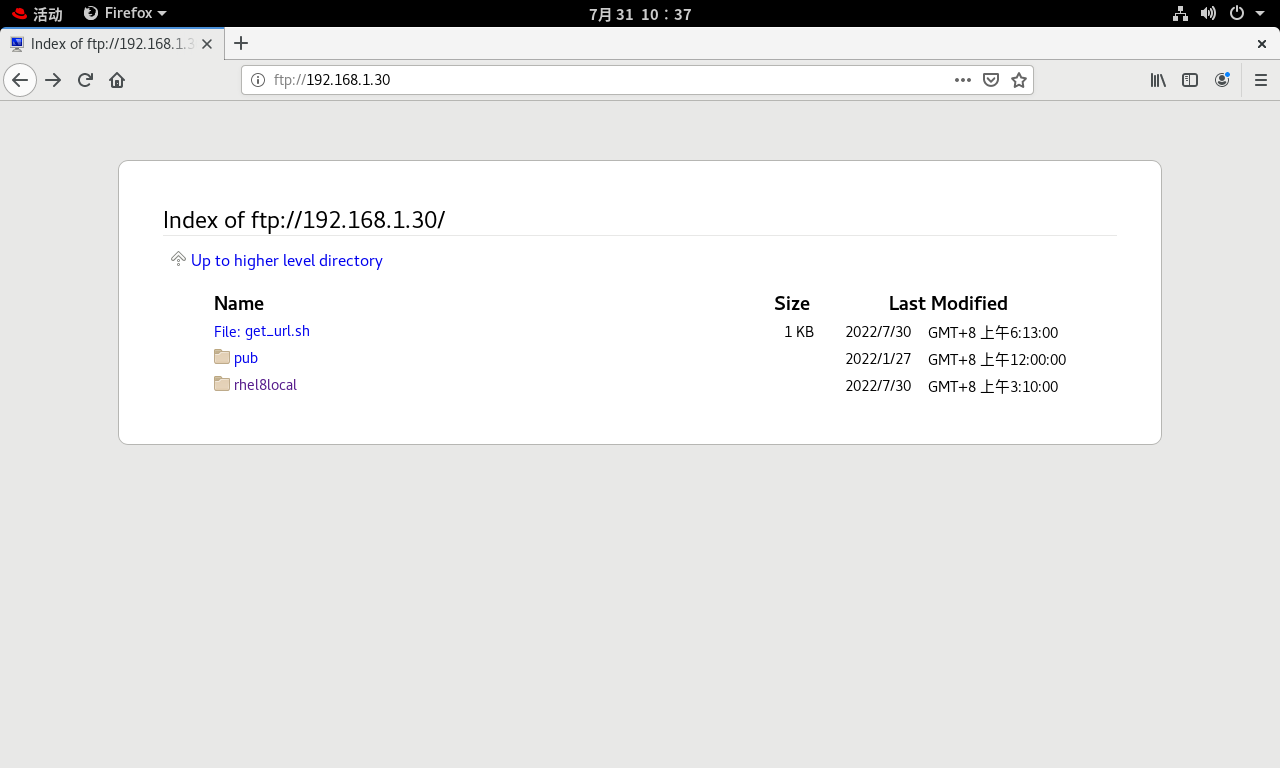 活动 Firefox 7月 31 10：37
Index of ftp://192.168.1.3
ftp://192.168.1.30
Index of ftp://192.168.1.30/
Up to higher level directory
Name Size Last Modified
File: get_url.sh 1 KB 2022/7/30 GMT+8 上午6:13:00
pub 2022/1/27 GMT+8 上午12:00:00
rhel8local 2022/7/30 GMT+8 上午3:10:00